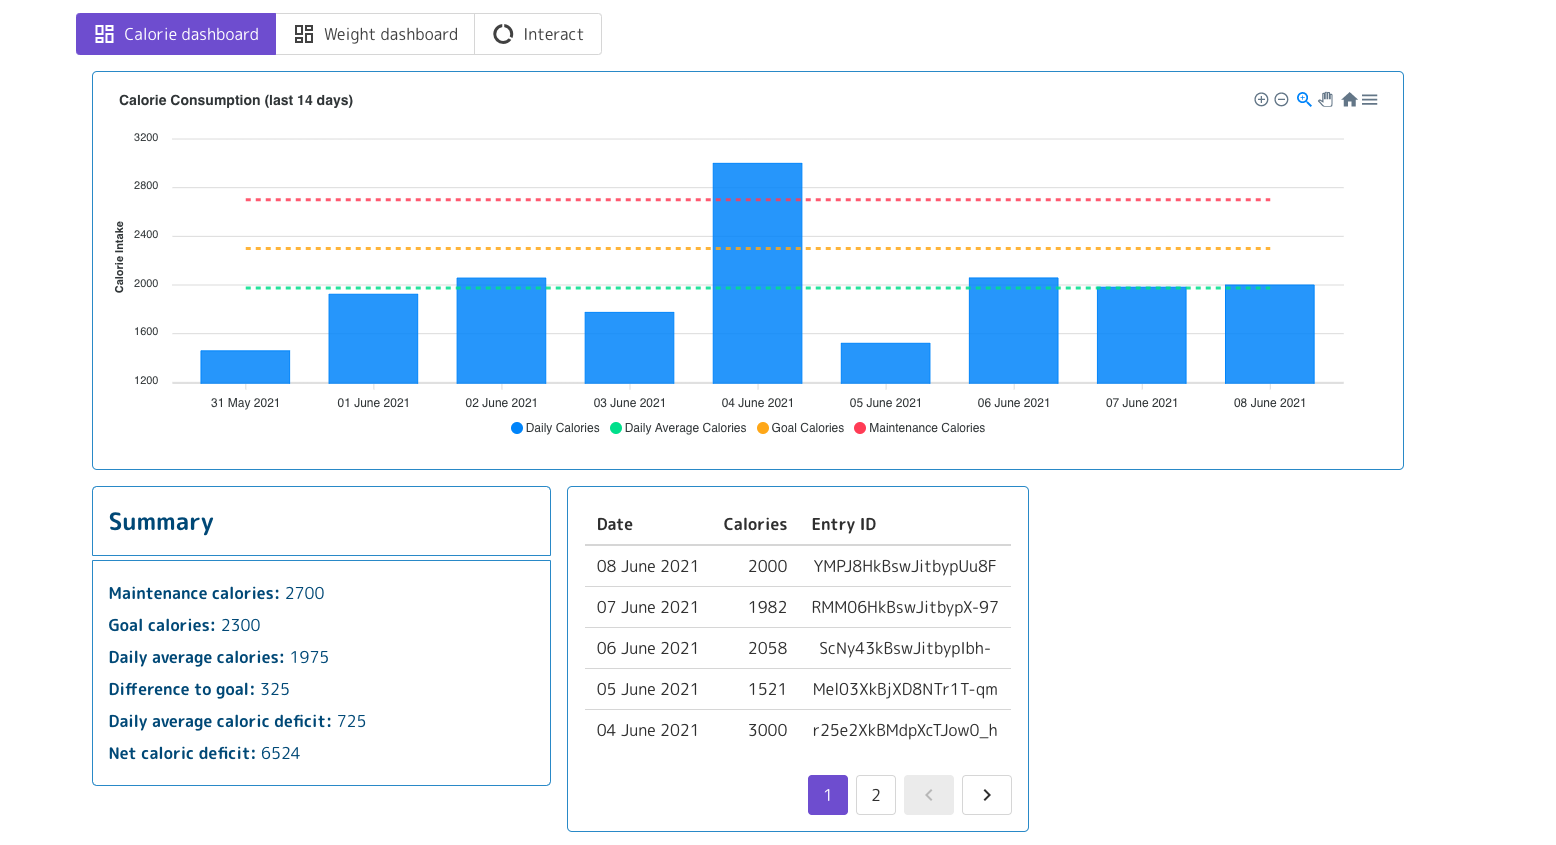 Calorie dashboard Weight dashboard Interact
Calorie Consumption (last 14 days)
Calorie Intake
3200
2800
2400
2000
1600
1200
31 May 2021 01 June 2021 02 June 2021 03 June 2021 04 June 2021 05 June 2021 06 June 2021 07 June 2021 08 June 2021
Daily Calories Daily Average Calories Goal Calories Maintenance Calories
Summary
Maintenance calories: 2700
Goal calories: 2300
Daily average calories: 1975
Difference to goal: 325
Daily average caloric deficit: 725
Net caloric deficit: 6524
Date Calories Entry ID
08 June 2021 2000 YMPJ8HkBswJitbypUu8F
07 June 2021 1982 RMM06HkBswJitbypX-97
06 June 2021 2058 ScNy43kBswJitbypIbh-
05 June 2021 1521 MeI03XkBjXD8NTr1T-qm
04 June 2021 3000 r25e2XkBMdpXcTJow0_h
1 2